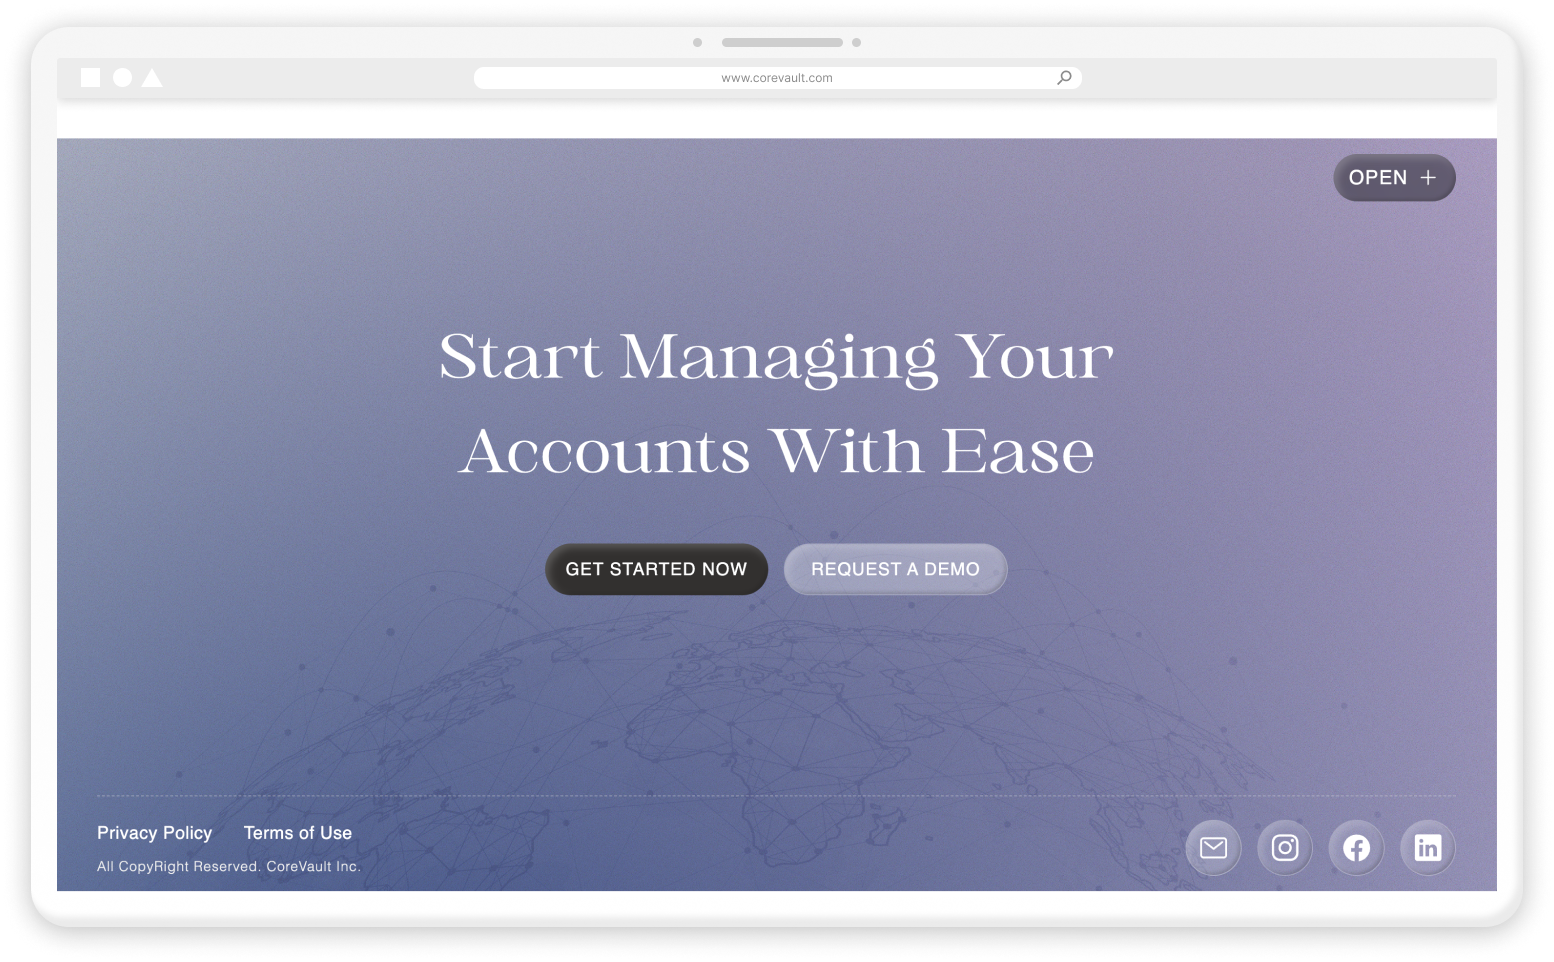 www.corevault.com
OPEN +
Start Managing Your
Accounts With Ease
GET STARTED NOW
REQUEST A DEMO
Privacy Policy
Terms of Use
All CopyRight Reserved. CoreVault Inc.
in